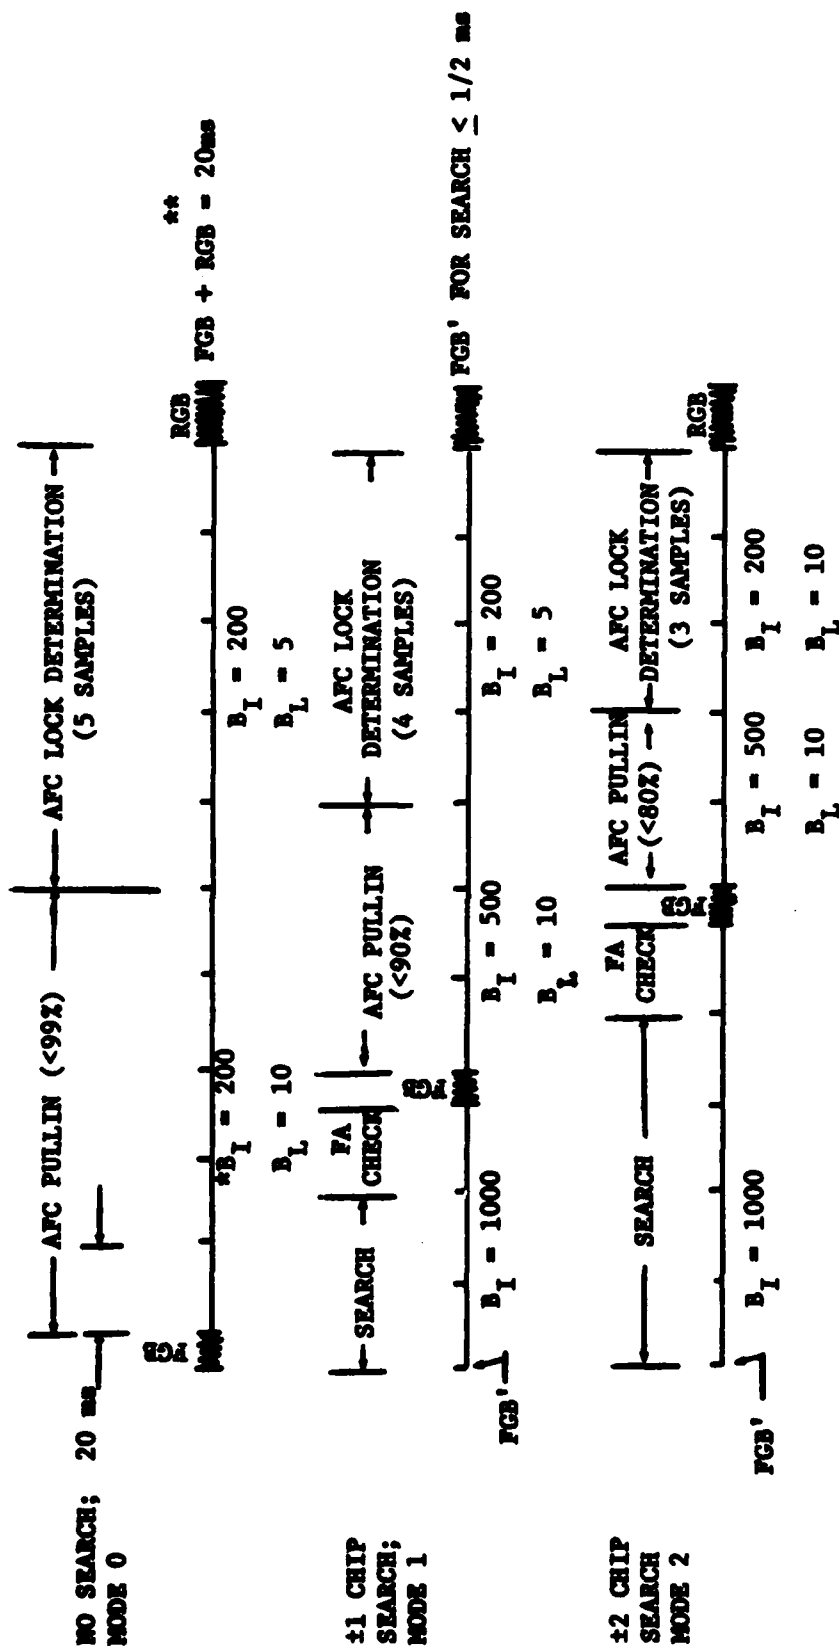 NO SEARCH;
MODE 0
20 ms
AFC PULLIN (<99%)
AFC LOCK DETERMINATION
(5 SAMPLES)
FGB
*B_I = 200
B_L = 10
B_I = 200
B_L = 5
RGB
**
FGB + RGB = 20ms
±1 CHIP
SEARCH;
MODE 1
SEARCH
FA
CHECK
AFC PULLIN
(<90%)
AFC LOCK
DETERMINATION
(4 SAMPLES)
FGB
FGB'
B_I = 1000
B_I = 500
B_L = 10
B_I = 200
B_L = 5
FGB' FOR SEARCH ≤ 1/2 ms
±2 CHIP
SEARCH
MODE 2
SEARCH
FA
CHECK
AFC PULLIN
(<80%)
AFC LOCK
DETERMINATION
(3 SAMPLES)
FGB
RGB
FGB'
B_I = 1000
B_I = 500
B_L = 10
B_I = 200
B_L = 10